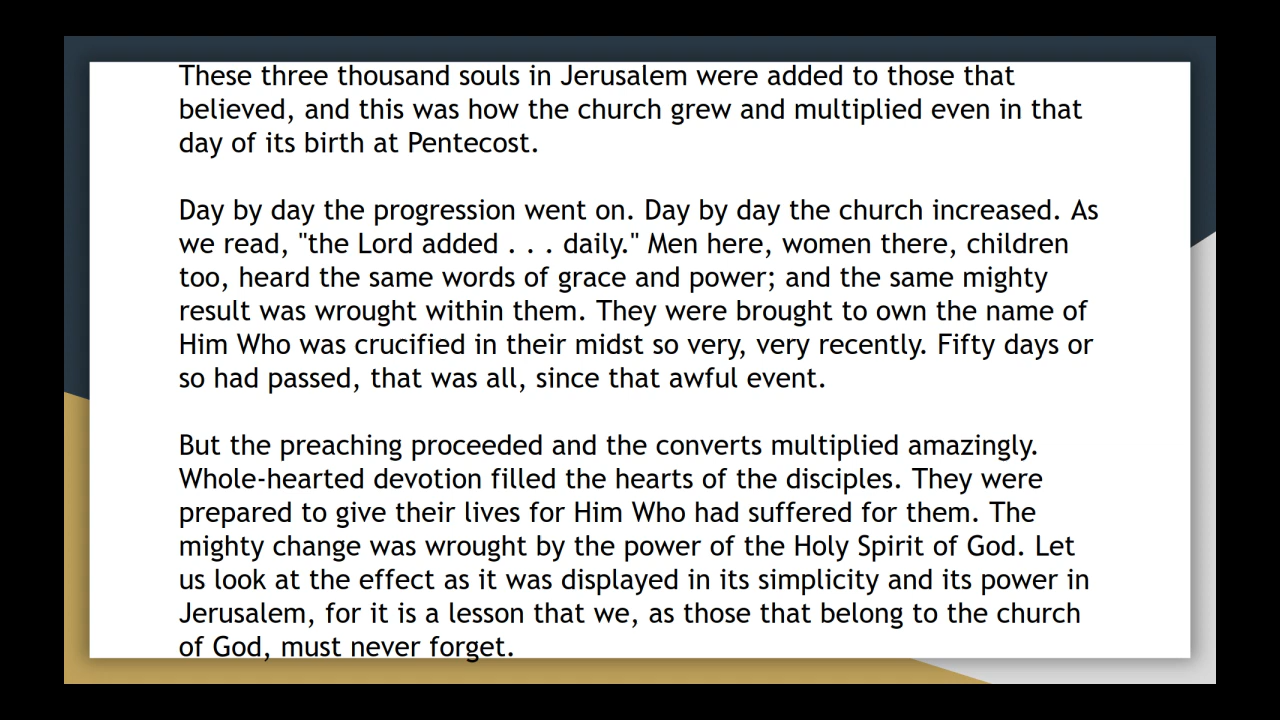 These three thousand souls in Jerusalem were added to those that
believed, and this was how the church grew and multiplied even in that
day of its birth at Pentecost.
Day by day the progression went on. Day by day the church increased. As
we read, "the Lord added . . . daily." Men here, women there, children
too, heard the same words of grace and power; and the same mighty
result was wrought within them. They were brought to own the name of
Him Who was crucified in their midst so very, very recently. Fifty days or
so had passed, that was all, since that awful event.
But the preaching proceeded and the converts multiplied amazingly.
Whole-hearted devotion filled the hearts of the disciples. They were
prepared to give their lives for Him Who had suffered for them. The
mighty change was wrought by the power of the Holy Spirit of God. Let
us look at the effect as it was displayed in its simplicity and its power in
Jerusalem, for it is a lesson that we, as those that belong to the church
of God, must never forget.